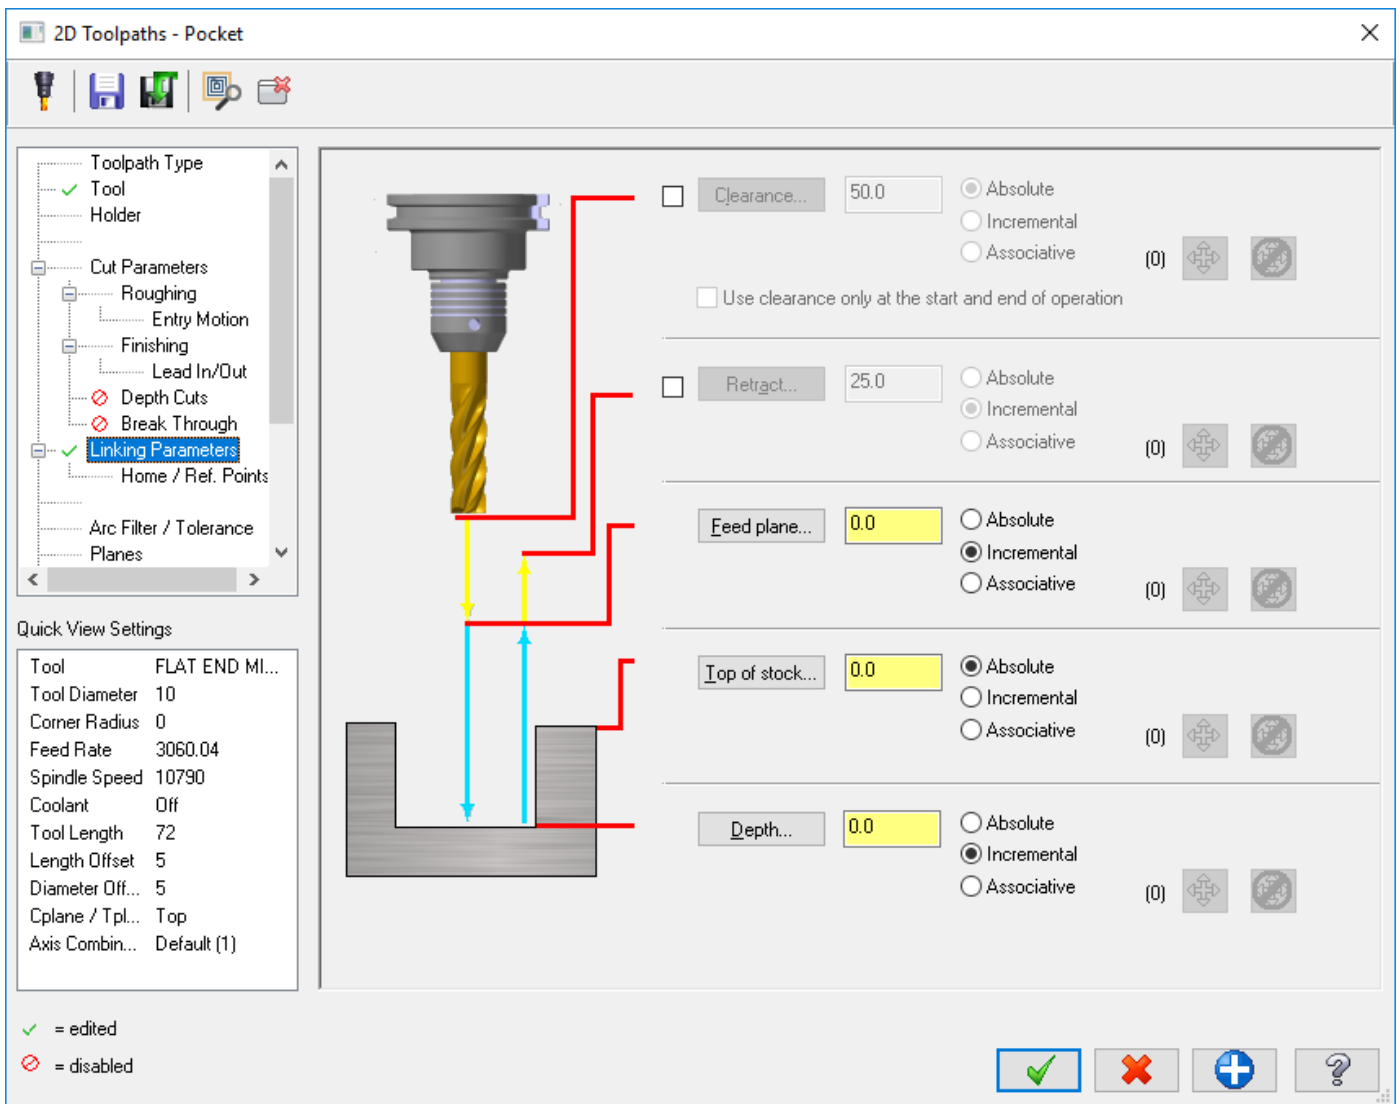 2D Toolpaths - Pocket
Toolpath Type
Tool
Holder
Cut Parameters
Roughing
Entry Motion
Finishing
Lead In/Out
Depth Cuts
Break Through
Linking Parameters
Home / Ref. Points
Arc Filter / Tolerance
Planes
Quick View Settings
Tool FLAT END MI...
Tool Diameter 10
Corner Radius 0
Feed Rate 3060.04
Spindle Speed 10790
Coolant Off
Tool Length 72
Length Offset 5
Diameter Off... 5
Cplane / Tpl... Top
Axis Combin... Default (1)
= edited
= disabled
Clearance... 50.0 Absolute
Incremental
Associative (0)
Use clearance only at the start and end of operation
Retract... 25.0 Absolute
Incremental
Associative (0)
Feed plane... 0.0 Absolute
Incremental
Associative (0)
Top of stock... 0.0 Absolute
Incremental
Associative (0)
Depth... 0.0 Absolute
Incremental
Associative (0)